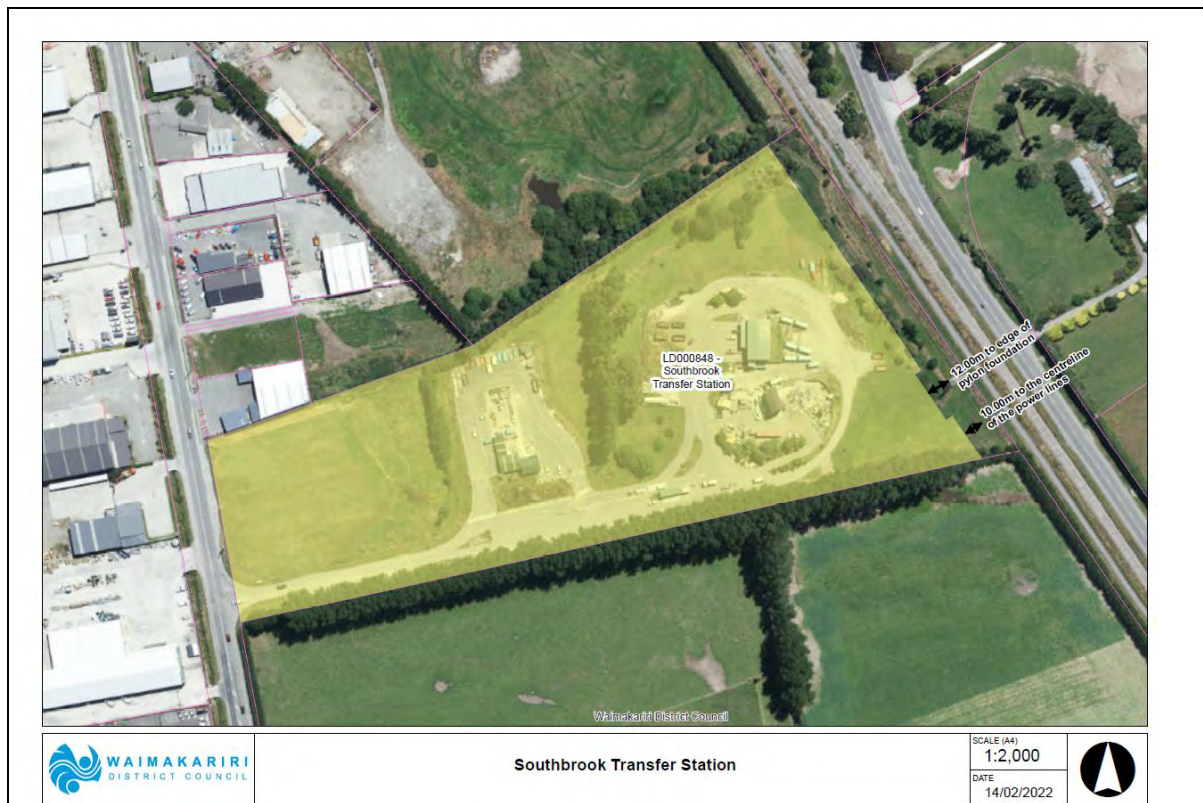 LD000848 -
Southbrook
Transfer Station
12.00m to edge of
pylon foundation
10.00m to the centreline
of the power lines
Waimakariri District Council
WAIMAKARIRI
DISTRICT COUNCIL
Southbrook Transfer Station
SCALE (A4)
1:2,000
DATE
14/02/2022